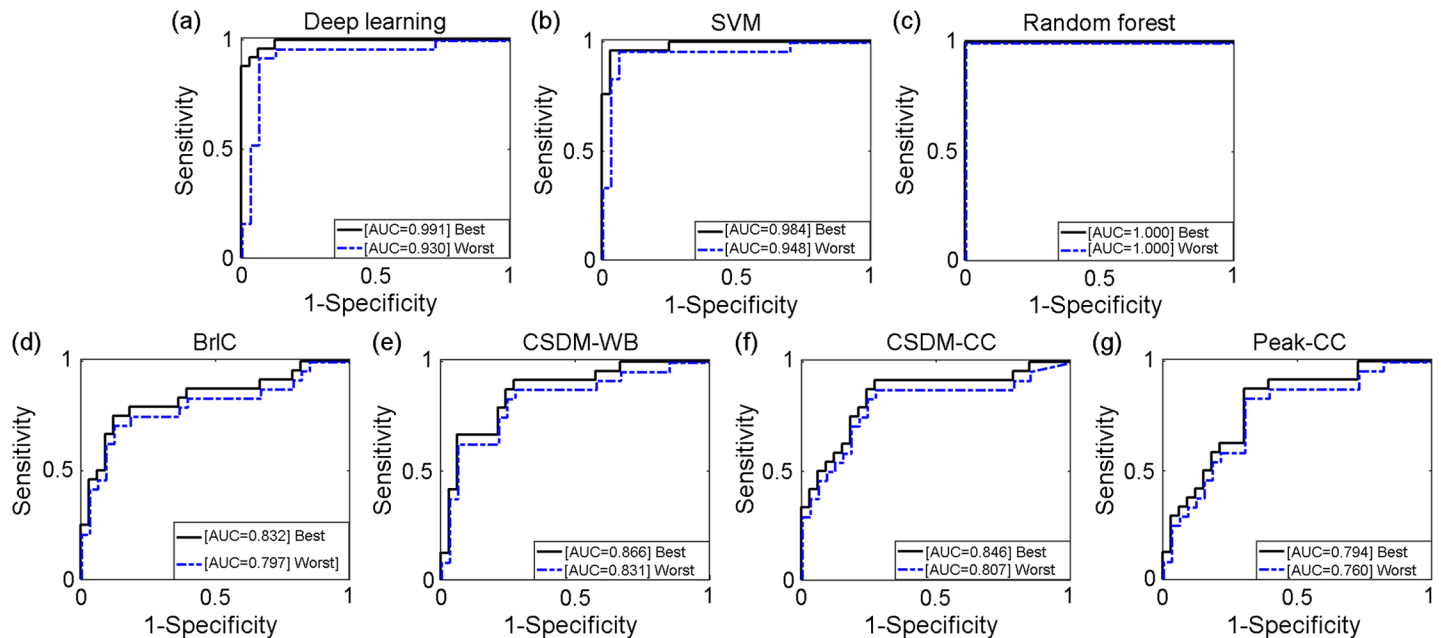 (a) Deep learning
(b) SVM
(c) Random forest
1
0.5
0
Sensitivity
[AUC=0.991] Best
[AUC=0.930] Worst
0 0.5 1
1-Specificity
1
0.5
0
Sensitivity
[AUC=0.984] Best
[AUC=0.948] Worst
0 0.5 1
1-Specificity
1
0.5
0
Sensitivity
[AUC=1.000] Best
[AUC=1.000] Worst
0 0.5 1
1-Specificity
(d) BrIC
(e) CSDM-WB
(f) CSDM-CC
(g) Peak-CC
1
0.5
0
Sensitivity
[AUC=0.832] Best
[AUC=0.797] Worst]
0 0.5 1
1-Specificity
1
0.5
0
Sensitivity
[AUC=0.866] Best
[AUC=0.831] Worst
0 0.5 1
1-Specificity
1
0.5
0
Sensitivity
[AUC=0.846] Best
[AUC=0.807] Worst
0 0.5 1
1-Specificity
1
0.5
0
Sensitivity
[AUC=0.794] Best
[AUC=0.760] Worst
0 0.5 1
1-Specificity